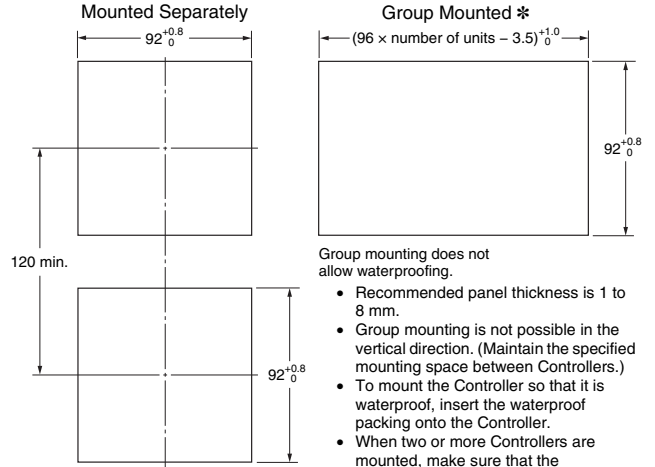 Mounted Separately
92 +0.8 0
120 min.
92 +0.8 0
Group Mounted *
(96 × number of units − 3.5) +1.0 0
92 +0.8 0
Group mounting does not
allow waterproofing.
• Recommended panel thickness is 1 to
8 mm.
• Group mounting is not possible in the
vertical direction. (Maintain the specified
mounting space between Controllers.)
• To mount the Controller so that it is
waterproof, insert the waterproof
packing onto the Controller.
• When two or more Controllers are
mounted, make sure that the